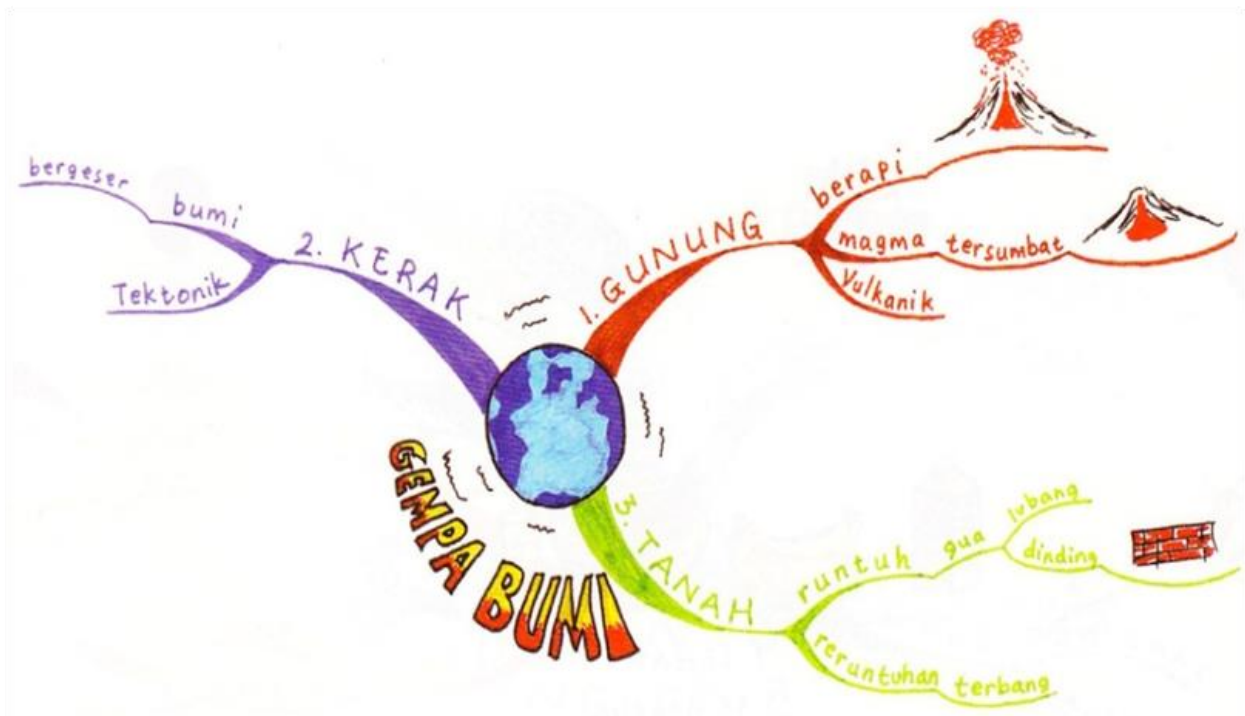 GEMPA BUMI
1. GUNUNG
berapi
magma tersumbat
Vulkanik
2. KERAK
bumi
bergeser
Tektonik
3. TANAH
runtuh
gua
lubang
dinding
reruntuhan terbang